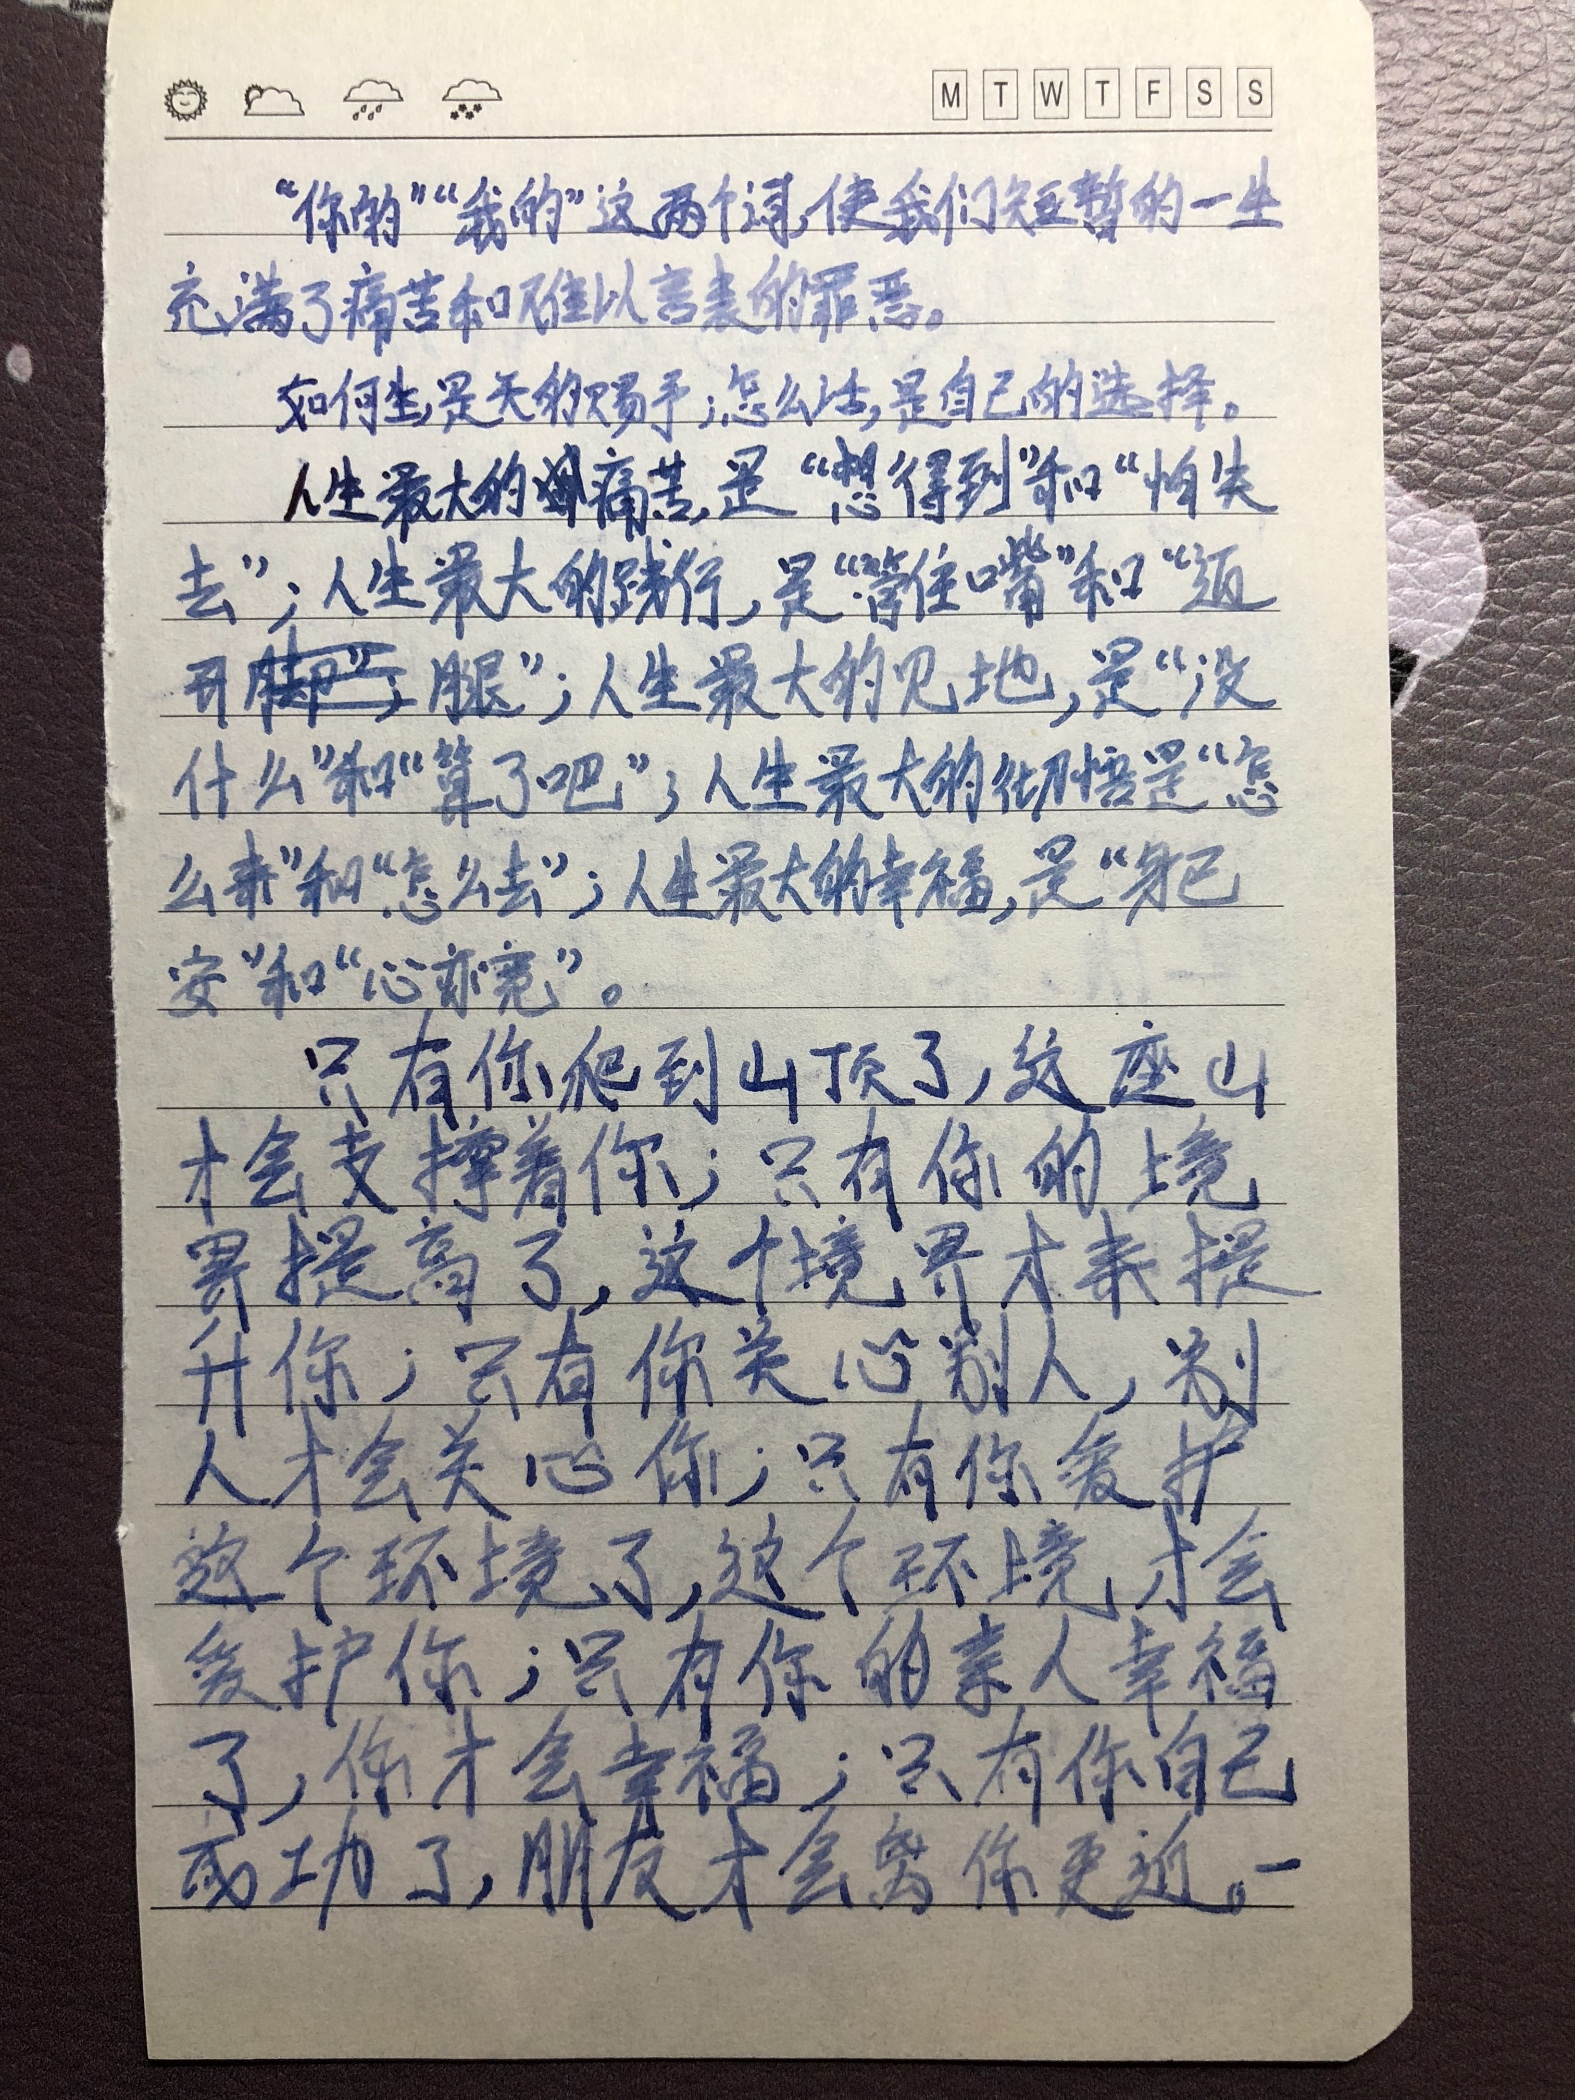 M T W T F S S
“你的”“我的”这两个词,使我们短暂的一生
充满了痛苦和难以言表的罪恶。
如何生,是天的赐予;怎么活,是自己的选择。
人生最大的痛苦,是“想得到”和“怕失
去”;人生最大的践行,是“管住嘴”和“迈
开腿”;人生最大的见地,是“没
什么”和“算了吧”;人生最大的彻悟是“怎
么来”和“怎么去”;人生最大的幸福,是“身已
安”和“心亦宽”。
只有你爬到山顶了,这座山
才会支撑着你;只有你的境
界提高了,这个境界才来提
升你;只有你关心别人,别
人才会关心你;只有你爱护
这个环境了,这个环境才会
爱护你;只有你的亲人幸福
了,你才会幸福;只有你自己
成功了,朋友才会离你更近。一